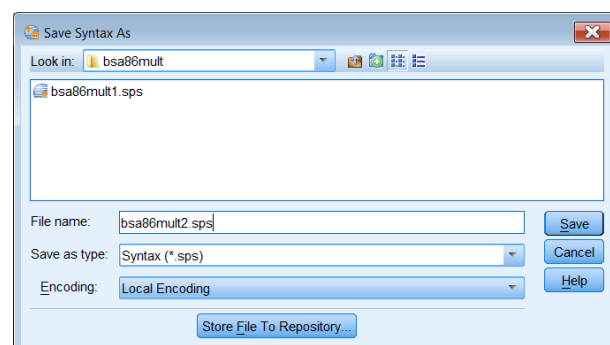 Save Syntax As
Look in: bsa86mult
bsa86mult1.sps
File name: bsa86mult2.sps Save
Save as type: Syntax (*.sps) Cancel
Encoding: Local Encoding Help
Store File To Repository...